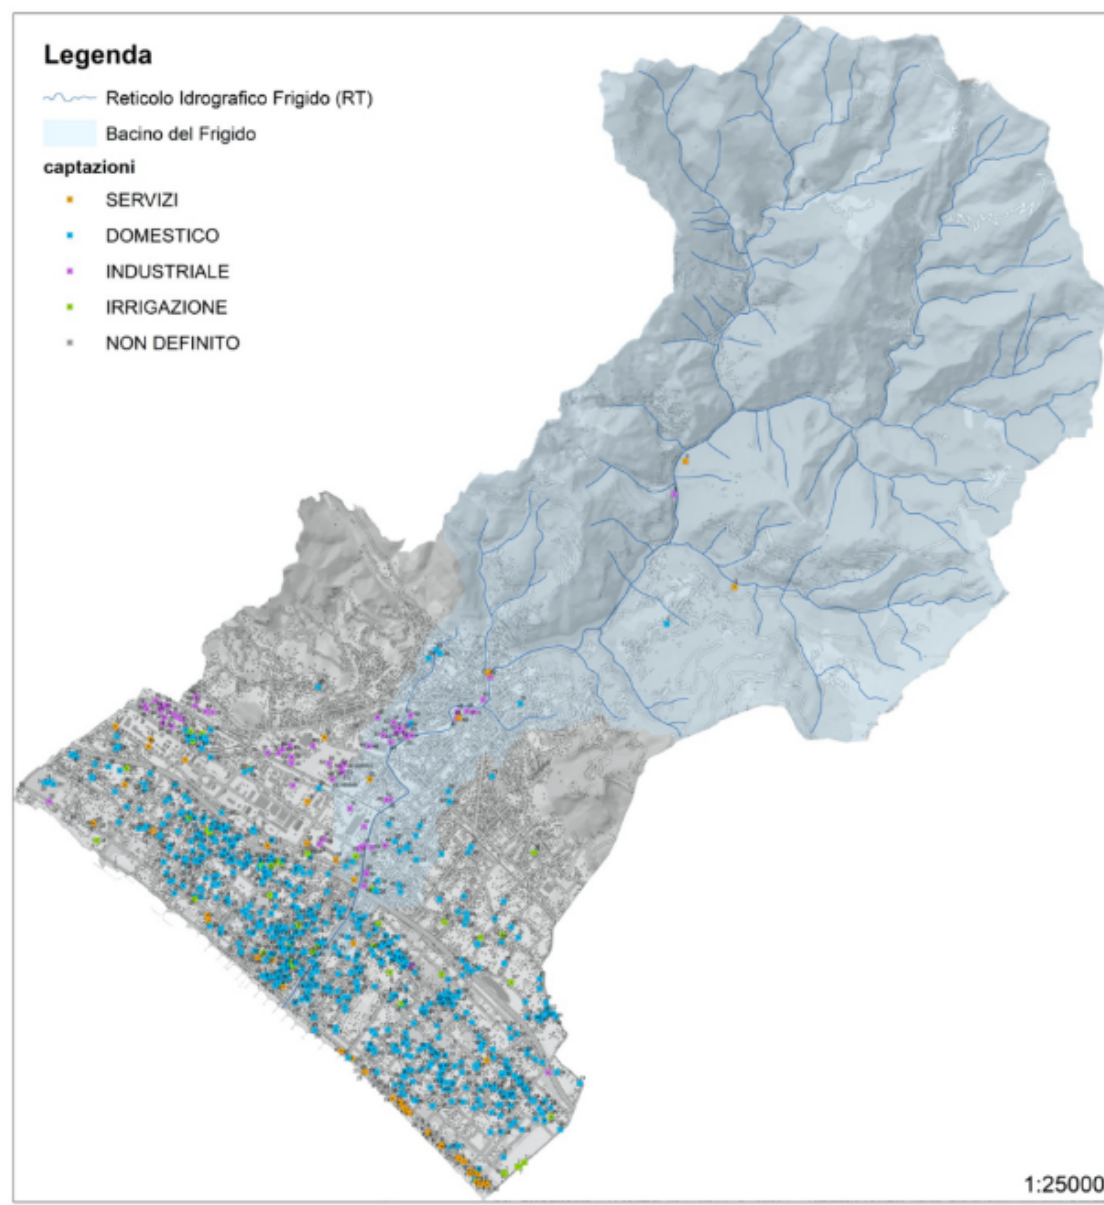 Legenda
Reticolo Idrografico Frigido (RT)
Bacino del Frigido
captazioni
SERVIZI
DOMESTICO
INDUSTRIALE
IRRIGAZIONE
NON DEFINITO
1:25000